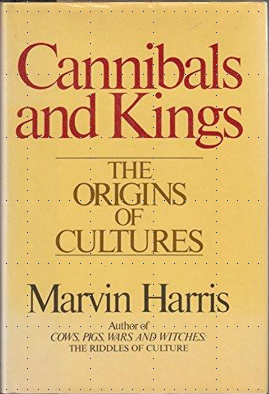 Cannibals
and Kings
THE
ORIGINS
OF
CULTURES
Marvin Harris
Author of
COWS, PIGS, WARS AND WITCHES:
THE RIDDLES OF CULTURE